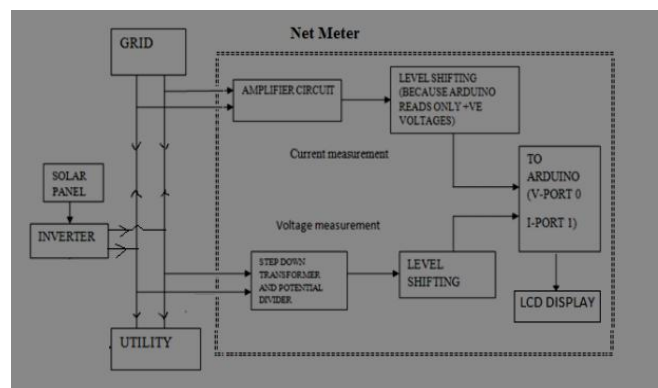 Net Meter
GRID
AMPLIFIER CIRCUIT
LEVEL SHIFTING
(BECAUSE ARDUINO
READS ONLY +VE
VOLTAGES)
Current measurement
TO
ARDUINO
(V-PORT 0
I-PORT 1)
SOLAR
PANEL
INVERTER
Voltage measurement
STEP DOWN
TRANSFORMER
AND POTENTIAL
DIVIDER
LEVEL
SHIFTING
LCD DISPLAY
UTILITY